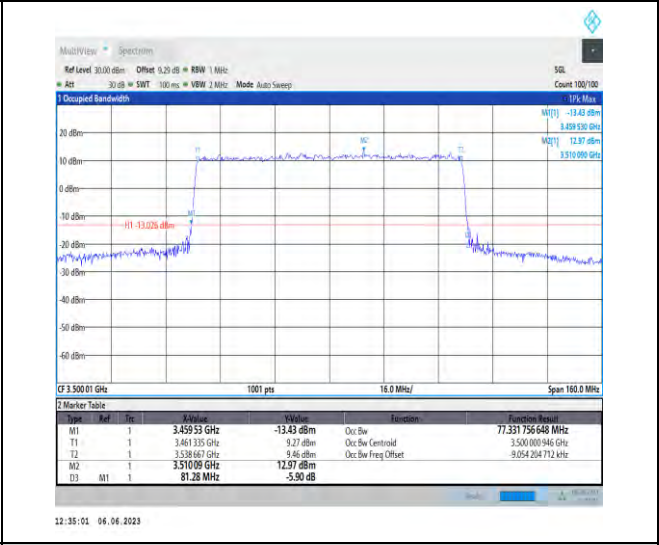 MultiView Spectrum
Ref Level 30.00 dBm Offset 9.29 dB RBW 1 MHz SGL
Att 30 dB SWT 100 ms VBW 2 MHz Mode Auto Sweep Count 100/100
1 Occupied Bandwidth 1Pk Max
M1[1] -13.43 dBm
3.459 530 GHz
M2[1] 12.97 dBm
3.510 090 GHz
20 dBm
T1 M2 T2
10 dBm
0 dBm
-10 dBm
M1
H1 -13.026 dBm
-20 dBm
-30 dBm
-40 dBm
-50 dBm
-60 dBm
CF 3.500 01 GHz 1001 pts 16.0 MHz/ Span 160.0 MHz
2 Marker Table
Type Ref Trc X-Value Y-Value Function Function Result
M1 1 3.459 53 GHz -13.43 dBm Occ Bw 77.331 756 648 MHz
T1 1 3.461 335 GHz 9.27 dBm Occ Bw Centroid 3.500 000 946 GHz
T2 1 3.538 667 GHz 9.46 dBm Occ Bw Freq Offset -9.054 204 712 kHz
M2 1 3.510 09 GHz 12.97 dBm
D3 M1 1 81.28 MHz -5.90 dB
12:35:01 06.06.2023